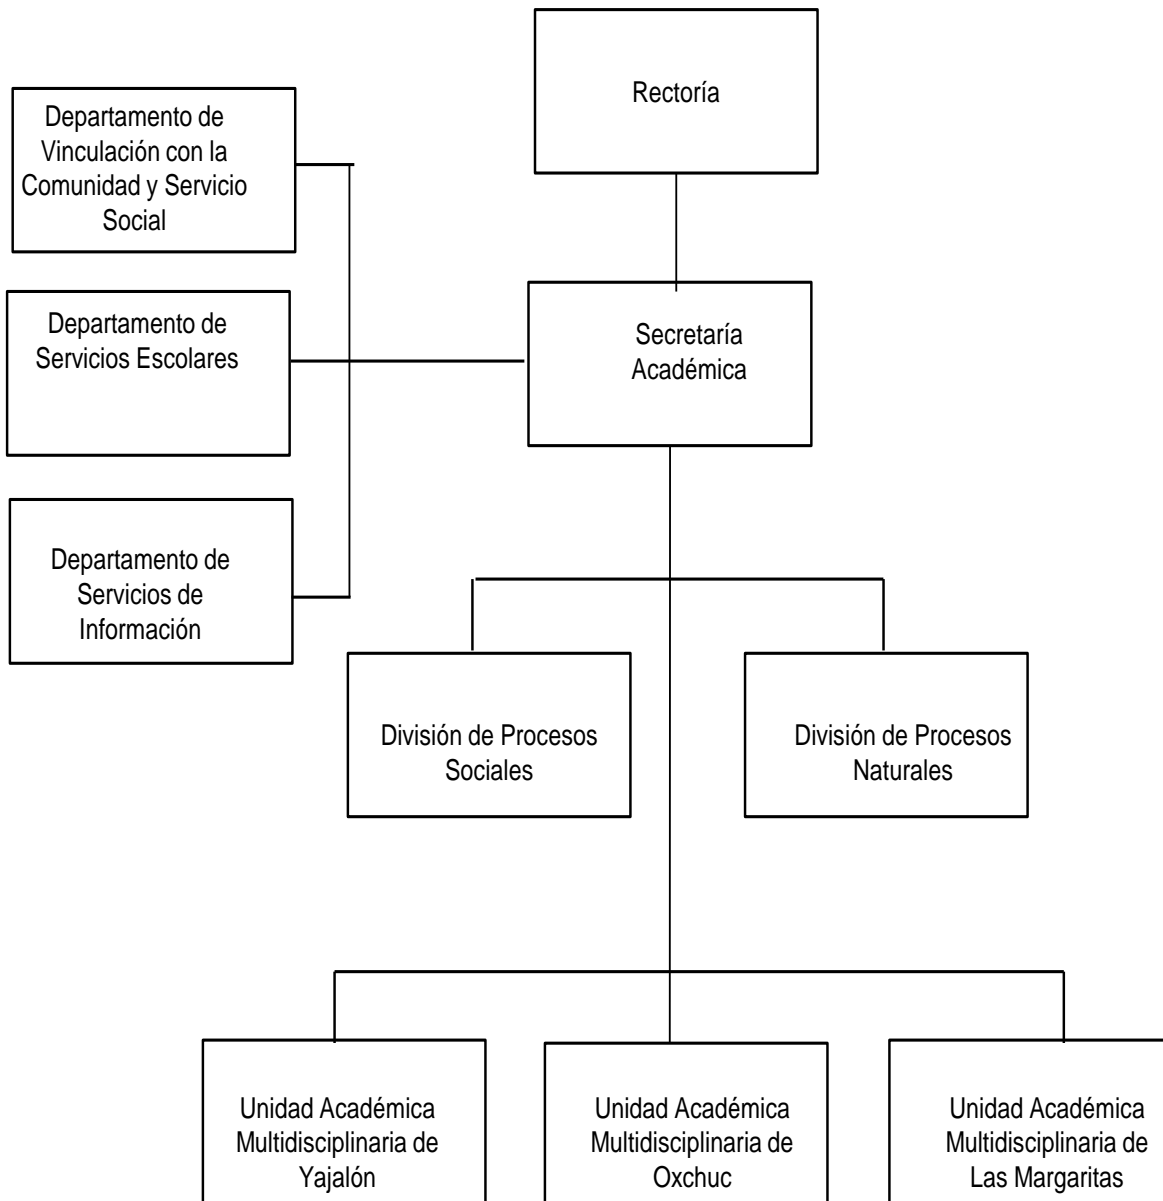 Rectoría
Departamento de
Vinculación con la
Comunidad y Servicio
Social
Departamento de
Servicios Escolares
Secretaría
Académica
Departamento de
Servicios de
Información
División de Procesos
Sociales
División de Procesos
Naturales
Unidad Académica
Multidisciplinaria de
Yajalón
Unidad Académica
Multidisciplinaria de
Oxchuc
Unidad Académica
Multidisciplinaria de
Las Margaritas